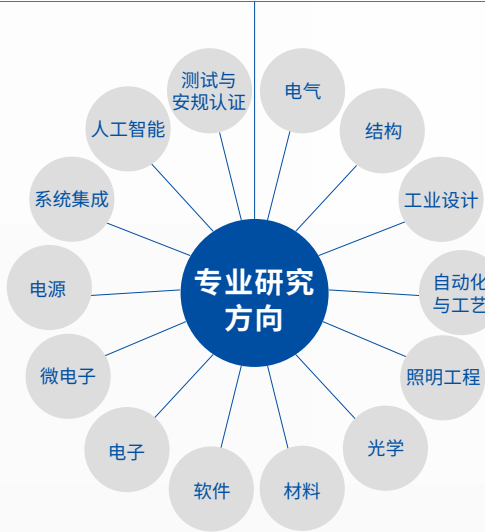 专业研究
方向
电气
结构
工业设计
自动化
与工艺
照明工程
光学
材料
软件
电子
微电子
电源
系统集成
人工智能
测试与
安规认证